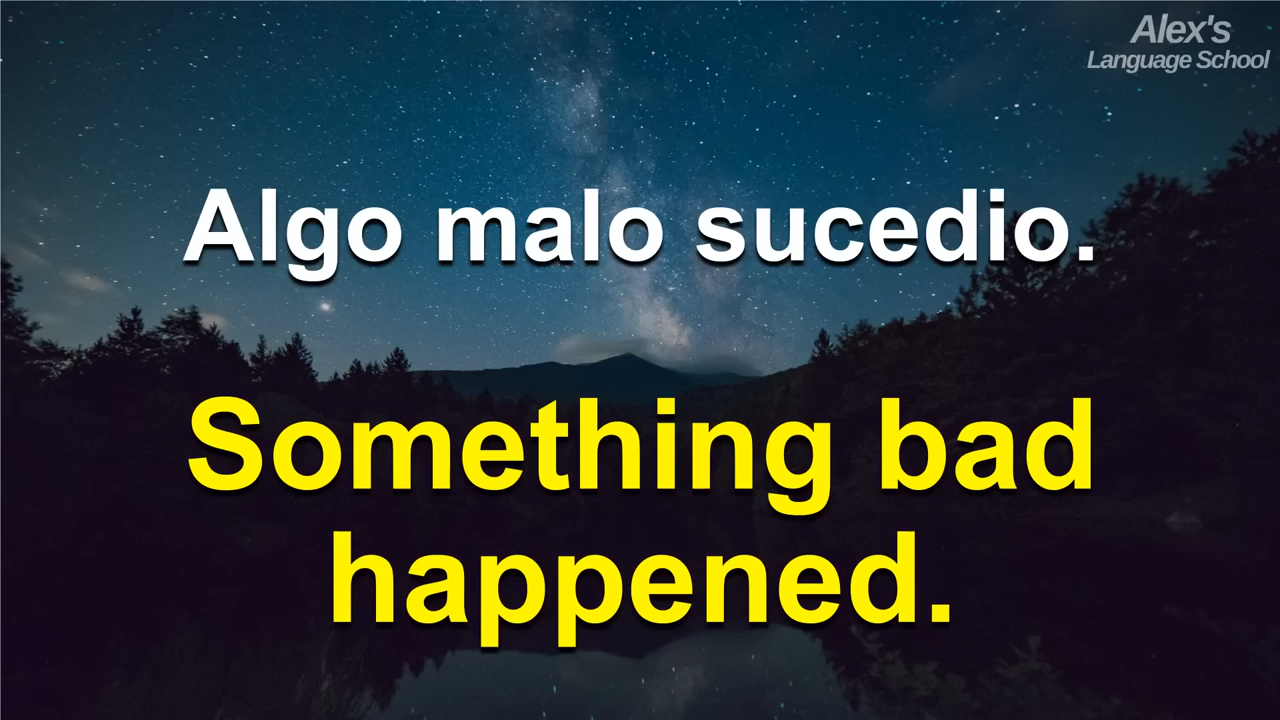 Alex's
Language School
Algo malo sucedio.
Something bad
happened.